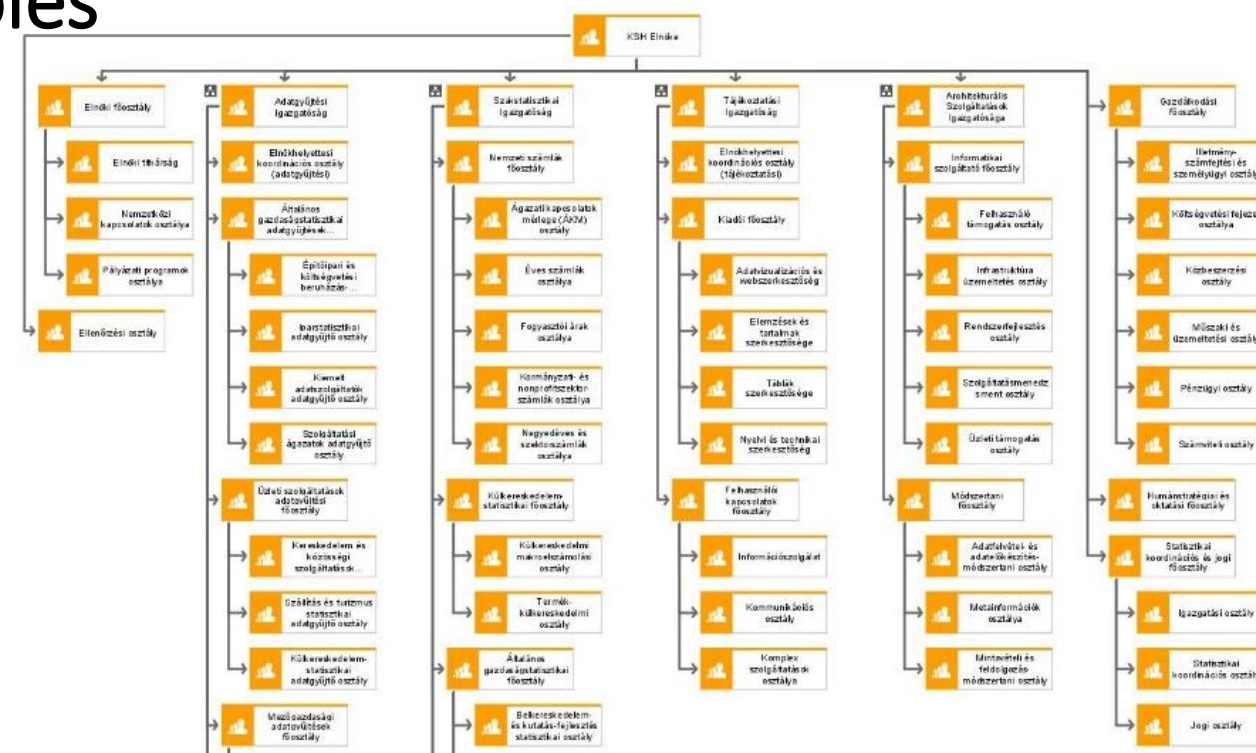 KSH Elnöke
Elnöki főosztály
Elnöki titkárság
Nemzetközi
kapcsolatok osztálya
Pályázati programok
osztálya
Ellenőrzési osztály
Adatgyűjtési
Igazgatóság
Elnökhelyettesi
koordinációs osztály
(adatgyűjtési)
Általános
gazdaságstatisztikai
adatgyűjtések...
Építőipari és
költségvetési
beruházás-...
Iparstatisztikai
adatgyűjtő osztály
Kiemelt
adatszolgáltatók
adatgyűjtő osztály
Szolgáltatási
ágazatok adatgyűjtő
osztály
Üzleti szolgáltatások
adatgyűjtési
főosztály
Kereskedelem és
közösségi
szolgáltatások...
Szállítás és turizmus
statisztikai
adatgyűjtő osztály
Külkereskedelem-
statisztikai
adatgyűjtő osztály
Mezőgazdasági
adatgyűjtések
főosztály
Szakstatisztikai
Igazgatóság
Nemzeti számlák
főosztály
Ágazati kapcsolatok
mérlege (ÁKM)
osztály
Éves számlák
osztálya
Fogyasztói árak
osztálya
Kormányzati- és
nonprofitszektor-
számlák osztálya
Negyedéves és
szektorszámlák
osztálya
Külkereskedelem-
statisztikai főosztály
Külkereskedelmi
makroelszámolási
osztály
Termék-
külkereskedelmi
osztály
Általános
gazdaságstatisztikai
főosztály
Belkereskedelem-
és kutatás-fejlesztés
statisztikai osztály
Tájékoztatási
Igazgatóság
Elnökhelyettesi
koordinációs osztály
(tájékoztatási)
Kiadói főosztály
Adatvizualizációs és
webszerkesztőség
Elemzések és
tartalmak
szerkesztősége
Táblák
szerkesztősége
Nyelvi és technikai
szerkesztőség
Felhasználói
kapcsolatok
főosztály
Információszolgálat
Kommunikációs
osztály
Komplex
szolgáltatások
osztálya
Architekturális
Szolgáltatások
Igazgatósága
Informatikai
szolgáltató főosztály
Felhasználó
támogatás osztály
Infrastruktúra
üzemeltetés osztály
Rendszerfejlesztés
osztály
Szolgáltatásmenedz
sment osztály
Üzleti támogatás
osztály
Módszertani
főosztály
Adatfelvétel- és
adatelőkészítés-
módszertani osztály
Metainformációk
osztálya
Mintavételi és
feldolgozás-
módszertani osztály
Gazdálkodási
főosztály
Illetmény-
számfejtési és
személyügyi osztály
Költségvetési fejeze
osztálya
Közbeszerzési
osztály
Műszaki és
üzemeltetési osztály
Pénzügyi osztály
Számviteli osztály
Humánstratégiai és
oktatási főosztály
Statisztikai
koordinációs és jogi
főosztály
Igazgatási osztály
Statisztikai
koordinációs osztály
Jogi osztály